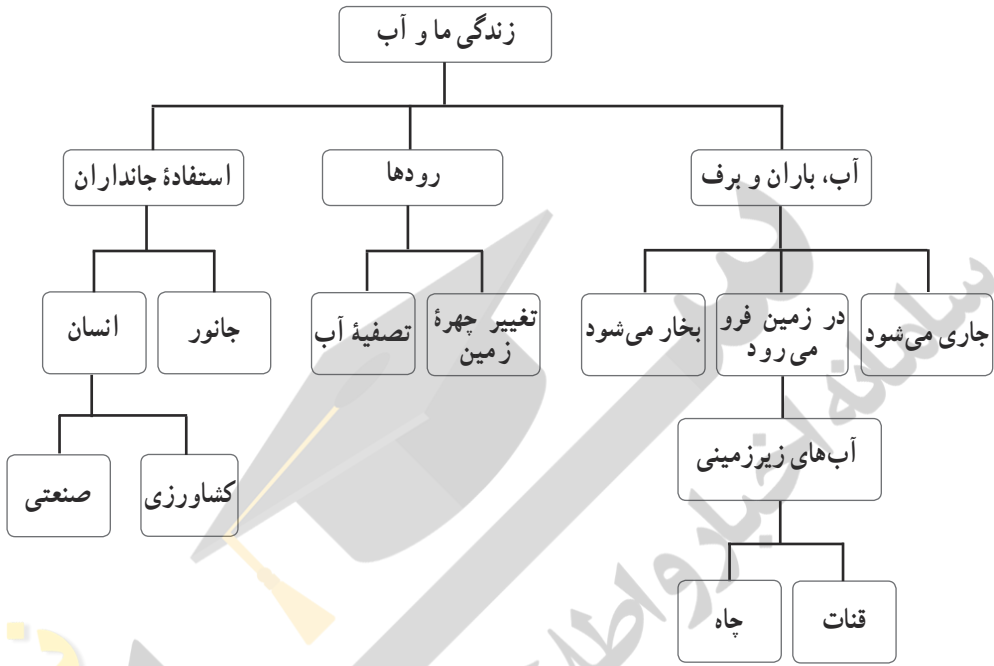 زندگی ما و آب
آب، باران و برف
رودها
استفادهٔ جانداران
جاری می‌شود
در زمین فرو
می‌رود
بخار می‌شود
تغییر چهرهٔ
زمین
تصفیهٔ آب
جانور
انسان
آب‌های زیرزمینی
کشاورزی
صنعتی
قنات
چاه